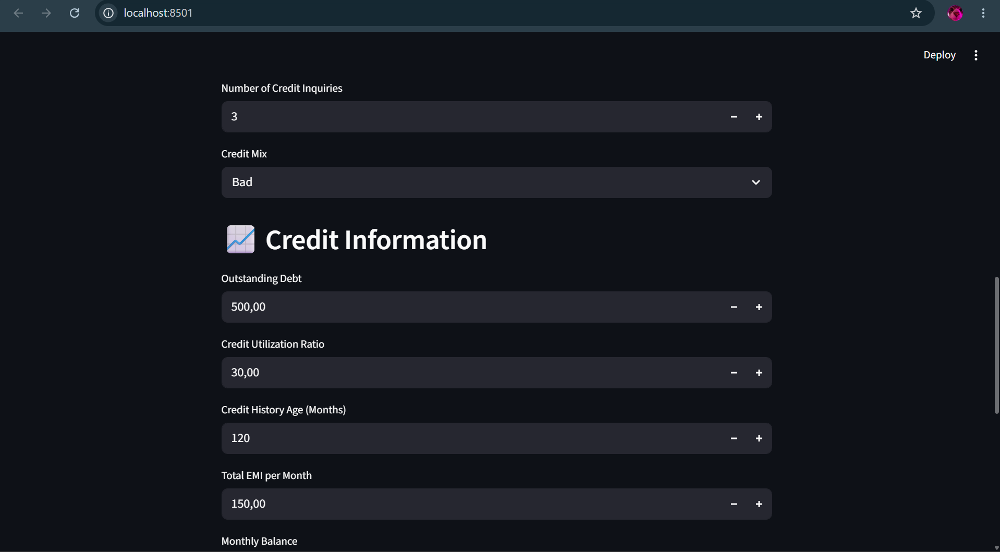 localhost:8501
Deploy
Number of Credit Inquiries
3
Credit Mix
Bad
Credit Information
Outstanding Debt
500,00
Credit Utilization Ratio
30,00
Credit History Age (Months)
120
Total EMI per Month
150,00
Monthly Balance